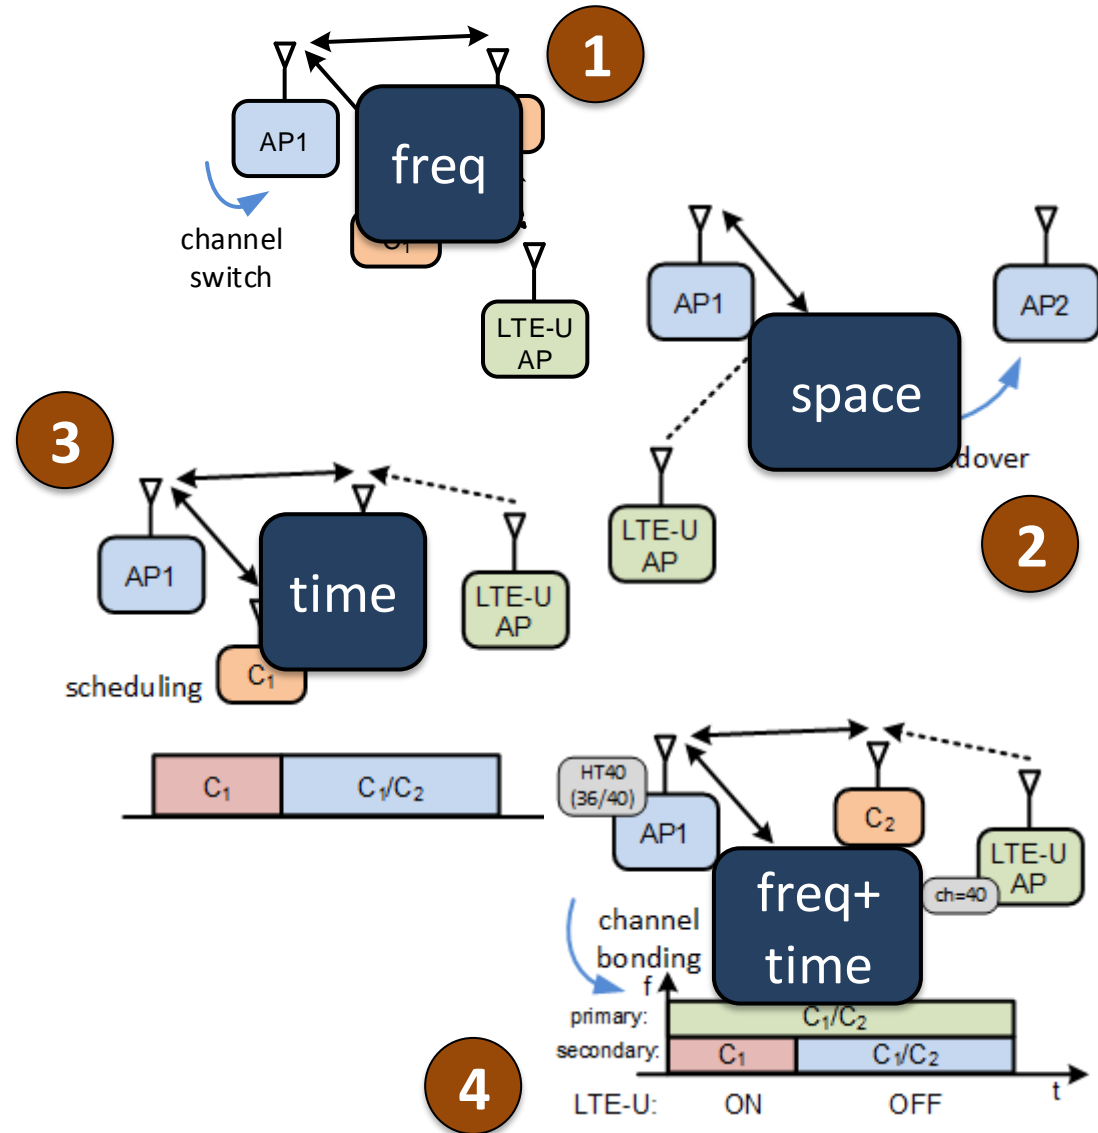 1
AP1
freq
channel
switch
C1
LTE-U
AP
AP1
AP2
space
LTE-U
AP
2
3
AP1
time
LTE-U
AP
C1
scheduling
C1
C1/C2
HT40
(36/40)
AP1
C2
LTE-U
AP
ch=40
freq+
time
channel
bonding
f
primary:
C1/C2
secondary:
C1
C1/C2
t
LTE-U:
ON
OFF
4